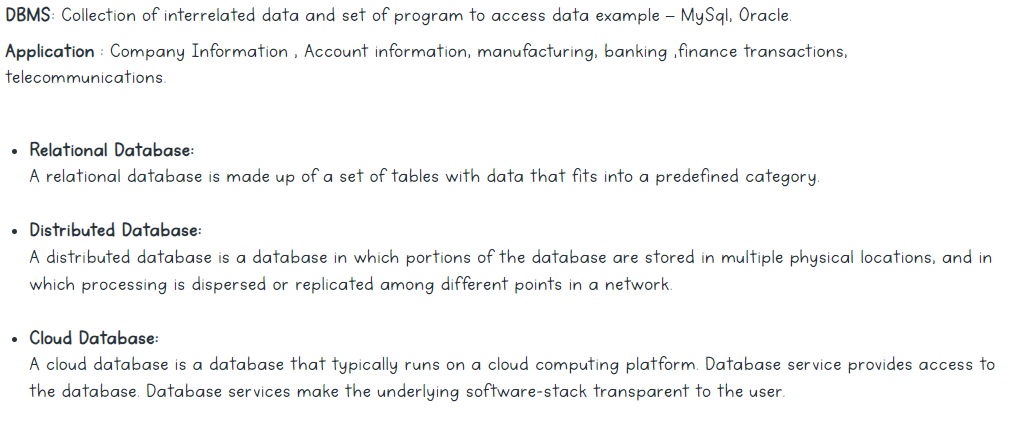 DBMS: Collection of interrelated data and set of program to access data example – MySql, Oracle.
Application : Company Information , Account information, manufacturing, banking ,finance transactions,
telecommunications.
• Relational Database:
A relational database is made up of a set of tables with data that fits into a predefined category.
• Distributed Database:
A distributed database is a database in which portions of the database are stored in multiple physical locations, and in
which processing is dispersed or replicated among different points in a network.
• Cloud Database:
A cloud database is a database that typically runs on a cloud computing platform. Database service provides access to
the database. Database services make the underlying software-stack transparent to the user.